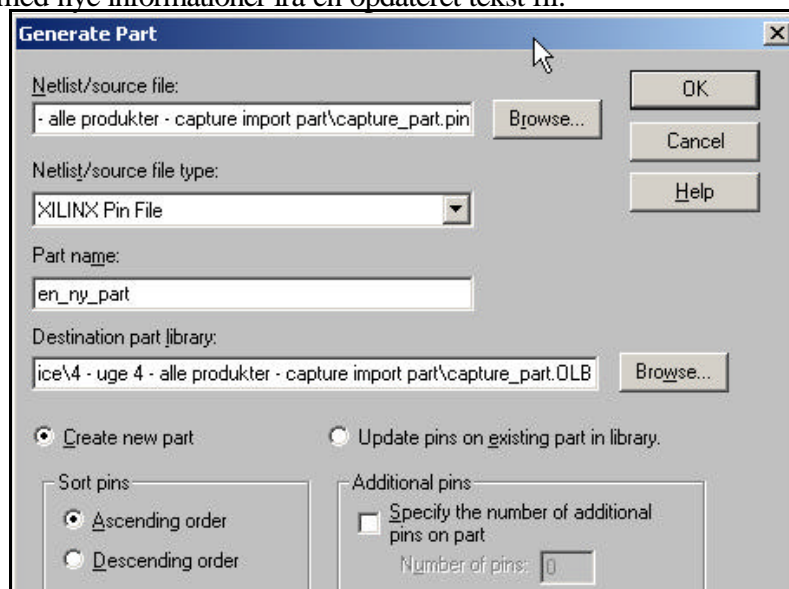 med nye informationer fra en opdateret tekst fil.
Generate Part
Netlist/source file:
- alle produkter - capture import part\capture_part.pin
Browse...
OK
Cancel
Help
Netlist/source file type:
XILINX Pin File
Part name:
en_ny_part
Destination part library:
ice\4 - uge 4 - alle produkter - capture import part\capture_part.OLB
Browse...
Create new part
Update pins on existing part in library.
Sort pins
Ascending order
Descending order
Additional pins
Specify the number of additional
pins on part
Number of pins: 0